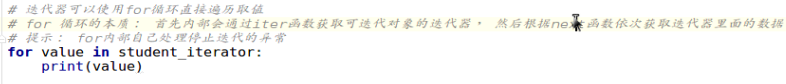 # 迭代器可以使用for循环直接遍历取值
# for 循环的本质: 首先内部会通过iter函数获取可迭代对象的迭代器, 然后根据next函数依次获取迭代器里面的数据
# 提示: for内部自己处理停止迭代的异常
for value in student_iterator:
    print(value)